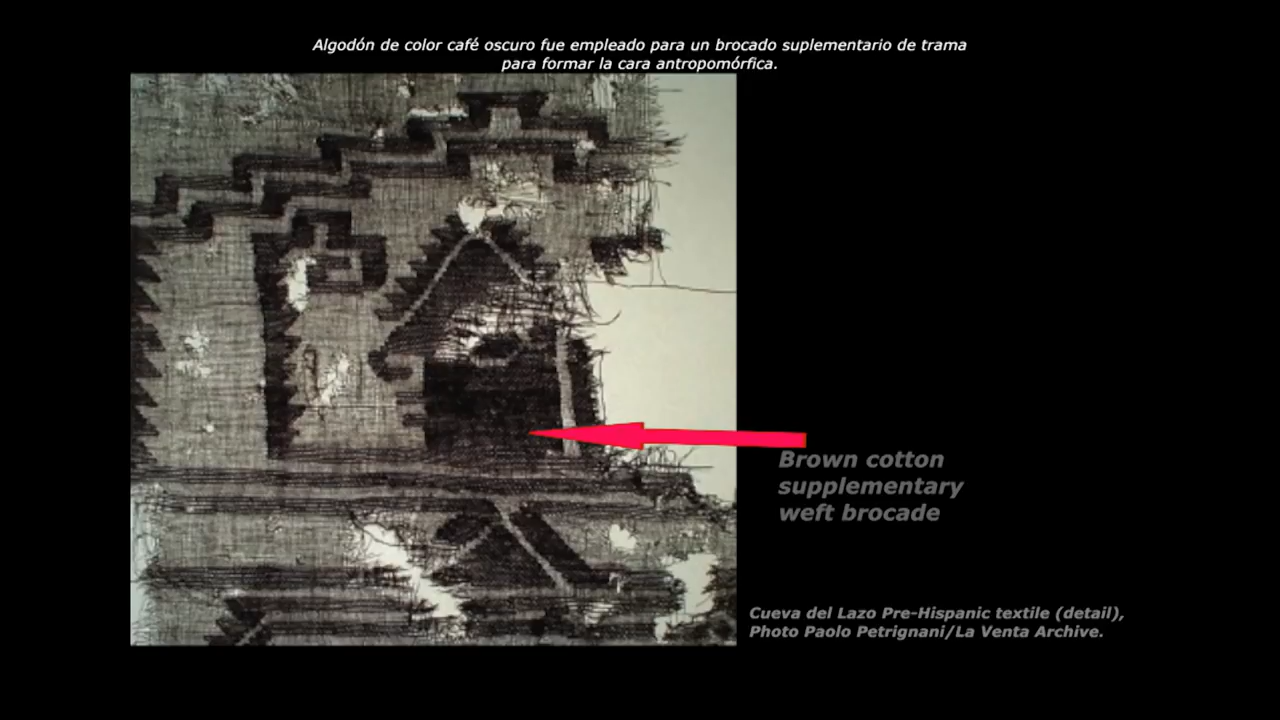 Algodón de color café oscuro fue empleado para un brocado suplementario de trama
para formar la cara antropomórfica.
Brown cotton
supplementary
weft brocade
Cueva del Lazo Pre-Hispanic textile (detail),
Photo Paolo Petrignani/La Venta Archive.